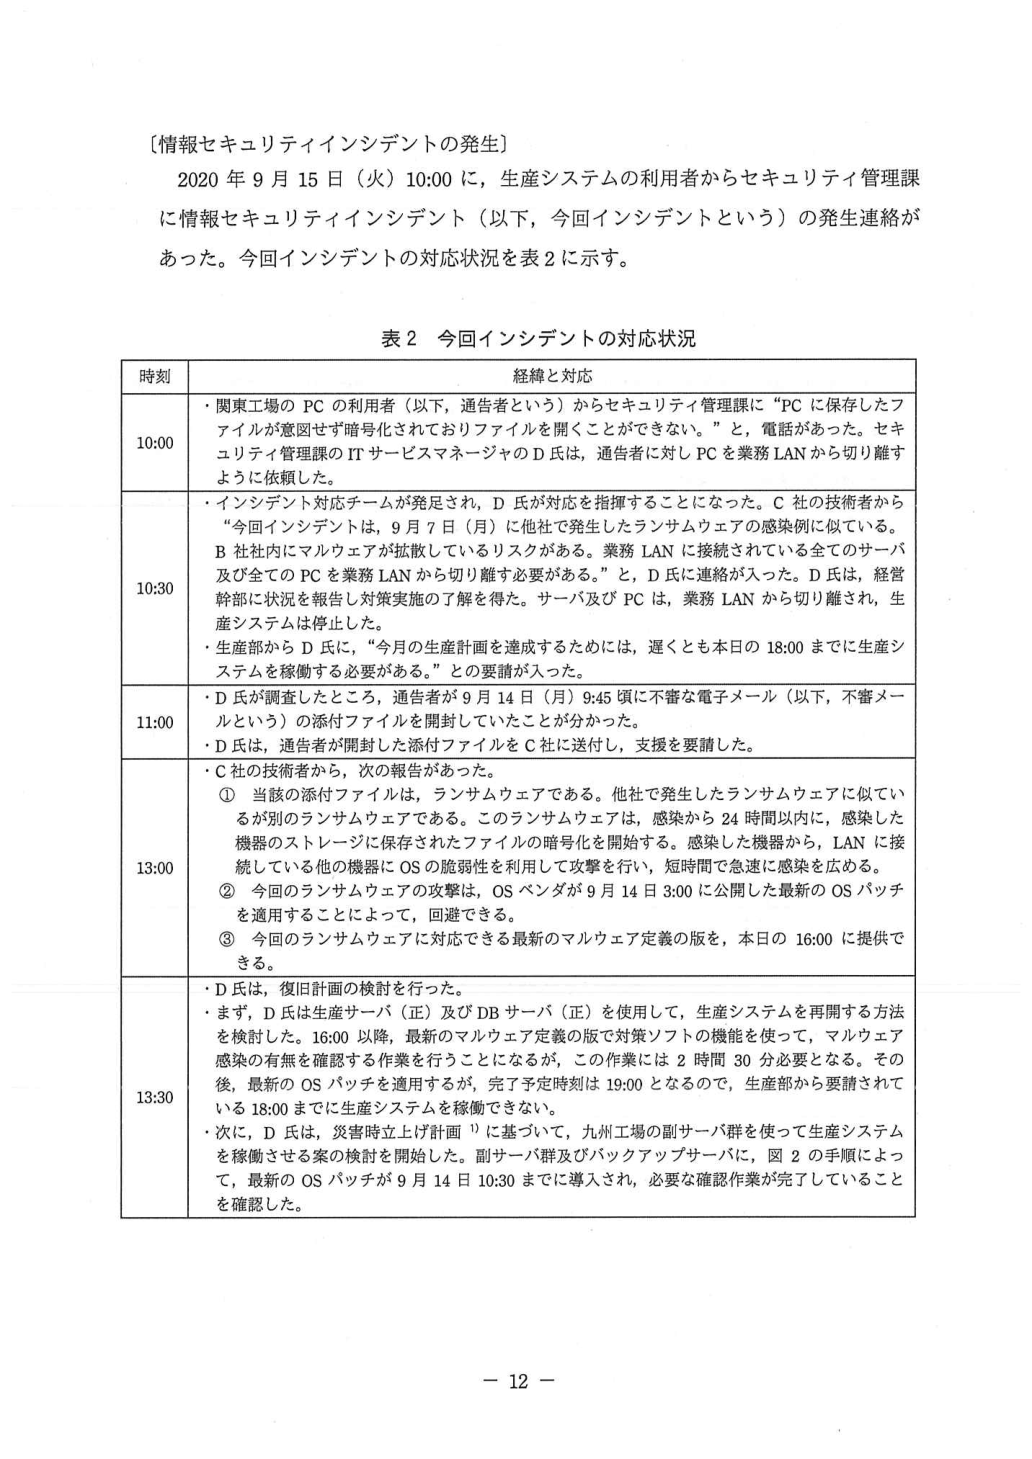 〔情報セキュリティインシデントの発生〕
2020 年 9 月 15 日（火）10:00 に，生産システムの利用者からセキュリティ管理課
に情報セキュリティインシデント（以下，今回インシデントという）の発生連絡が
あった。今回インシデントの対応状況を表 2 に示す。
表 2　今回インシデントの対応状況
時刻
経緯と対応
10:00
・関東工場の PC の利用者（以下，通告者という）からセキュリティ管理課に “PC に保存したフ
ァイルが意図せず暗号化されておりファイルを開くことができない。” と，電話があった。セキ
ュリティ管理課の IT サービスマネージャの D 氏は，通告者に対し PC を業務 LAN から切り離す
ように依頼した。
10:30
・インシデント対応チームが発足され，D 氏が対応を指揮することになった。C 社の技術者から
“今回インシデントは，9 月 7 日（月）に他社で発生したランサムウェアの感染例に似ている。
B 社社内にマルウェアが拡散しているリスクがある。業務 LAN に接続されている全てのサーバ
及び全ての PC を業務 LAN から切り離す必要がある。” と，D 氏に連絡が入った。D 氏は，経営
幹部に状況を報告し対策実施の了解を得た。サーバ及び PC は，業務 LAN から切り離され，生
産システムは停止した。
・生産部から D 氏に，“今月の生産計画を達成するためには，遅くとも本日の 18:00 までに生産シ
ステムを稼働する必要がある。” との要請が入った。
11:00
・D 氏が調査したところ，通告者が 9 月 14 日（月）9:45 頃に不審な電子メール（以下，不審メー
ルという）の添付ファイルを開封していたことが分かった。
・D 氏は，通告者が開封した添付ファイルを C 社に送付し，支援を要請した。
13:00
・C 社の技術者から，次の報告があった。
①　当該の添付ファイルは，ランサムウェアである。他社で発生したランサムウェアに似てい
るが別のランサムウェアである。このランサムウェアは，感染から 24 時間以内に，感染した
機器のストレージに保存されたファイルの暗号化を開始する。感染した機器から，LAN に接
続している他の機器に OS の脆弱性を利用して攻撃を行い，短時間で急速に感染を広める。
②　今回のランサムウェアの攻撃は，OS ベンダが 9 月 14 日 3:00 に公開した最新の OS パッチ
を適用することによって，回避できる。
③　今回のランサムウェアに対応できる最新のマルウェア定義の版を，本日の 16:00 に提供で
きる。
13:30
・D 氏は，復旧計画の検討を行った。
・まず，D 氏は生産サーバ（正）及び DB サーバ（正）を使用して，生産システムを再開する方法
を検討した。16:00 以降，最新のマルウェア定義の版で対策ソフトの機能を使って，マルウェア
感染の有無を確認する作業を行うことになるが，この作業には 2 時間 30 分必要となる。その
後，最新の OS パッチを適用するが，完了予定時刻は 19:00 となるので，生産部から要請されて
いる 18:00 までに生産システムを稼働できない。
・次に，D 氏は，災害時立上げ計画 1) に基づいて，九州工場の副サーバ群を使って生産システム
を稼働させる案の検討を開始した。副サーバ群及びバックアップサーバに，図 2 の手順によっ
て，最新の OS パッチが 9 月 14 日 10:30 までに導入され，必要な確認作業が完了していること
を確認した。
－ 12 －